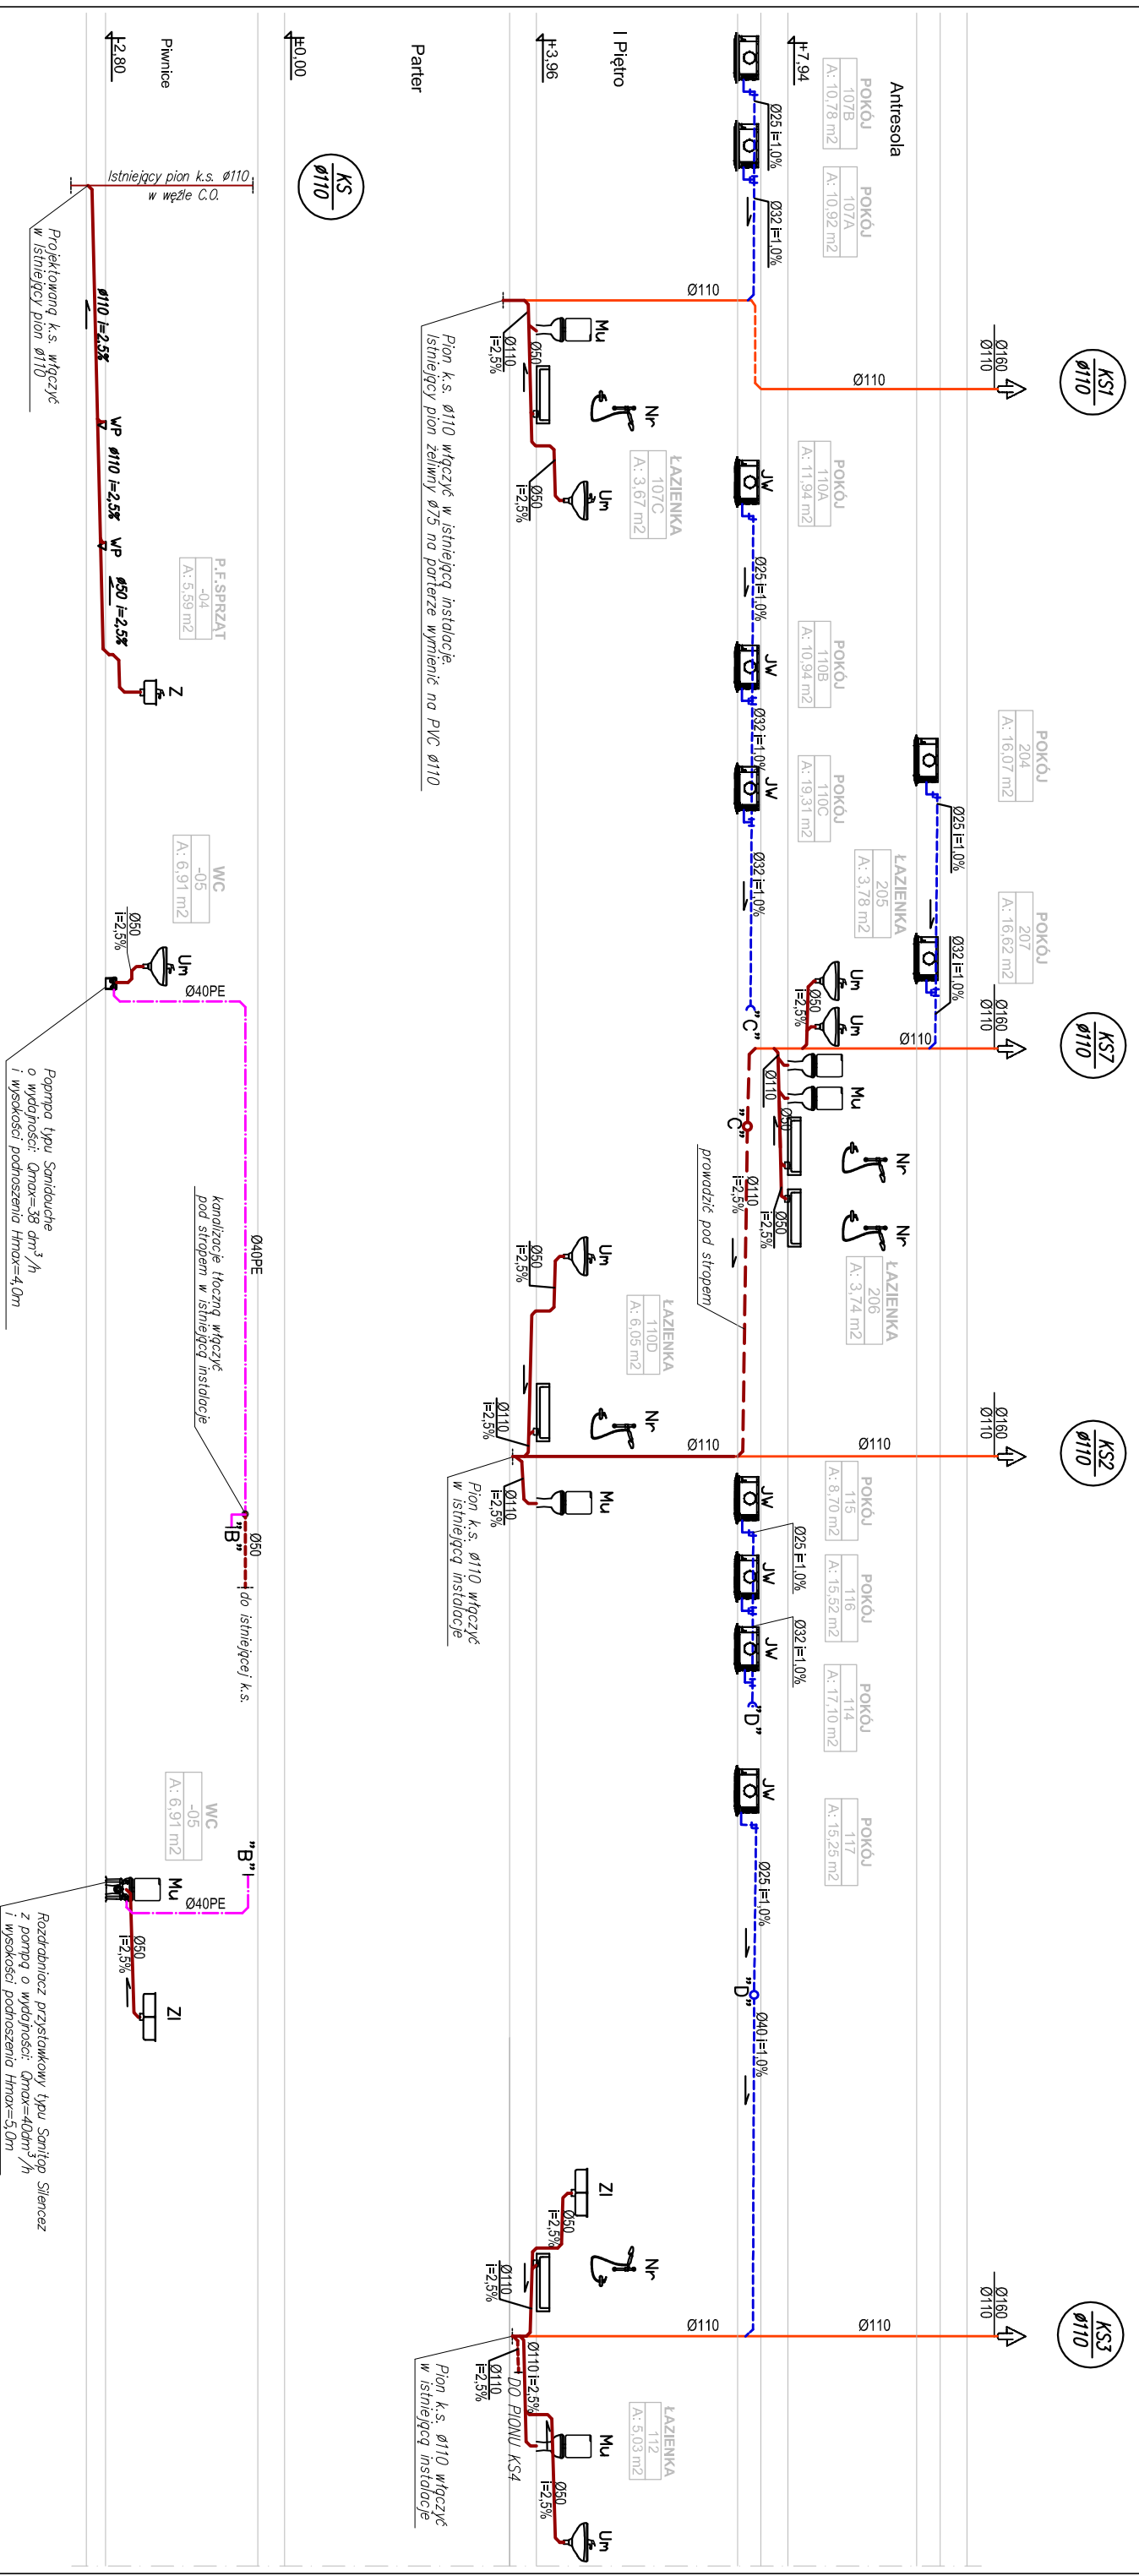 KS1
ø110
KS7
ø110
KS2
ø110
KS3
ø110
Ø160
Ø110
Ø160
Ø110
Ø160
Ø110
Ø160
Ø110
POKÓJ
204
A: 16,07 m2
POKÓJ
207
A: 16,62 m2
Ø25 i=1,0%
Ø32 i=1,0%
Antresola
+7,94
Ø110
Ø110
Ø110
Ø110
ŁAZIENKA
205
A: 3,78 m2
ŁAZIENKA
206
A: 3,74 m2
Um
Um
Ø50
i=2,5%
Mu
Nr
Nr
Ø110
Ø50
i=2,5%
Ø50
i=2,5%
POKÓJ
107B
A: 10,78 m2
POKÓJ
107A
A: 10,92 m2
POKÓJ
110A
A: 11,94 m2
POKÓJ
110B
A: 10,94 m2
POKÓJ
110C
A: 19,31 m2
POKÓJ
115
A: 8,70 m2
POKÓJ
116
A: 15,52 m2
POKÓJ
114
A: 17,10 m2
POKÓJ
117
A: 15,25 m2
Ø25 i=1,0%
Ø32 i=1,0%
JW
Ø25 i=1,0%
JW
Ø32 i=1,0%
JW
Ø32 i=1,0%
"C"
"C"
Ø110
prowadzić pod stropem
JW
Ø25 i=1,0%
JW
Ø32 i=1,0%
JW
"D"
JW
Ø25 i=1,0%
"D"
Ø40 i=1,0%
I Piętro
+3,96
Ø110
Ø110
Ø110
Mu
Nr
Um
Ø50
Ø110
i=2,5%
Ø50
i=2,5%
ŁAZIENKA
107C
A: 3,67 m2
Um
Ø50
i=2,5%
ŁAZIENKA
110D
A: 6,05 m2
Nr
Ø110
i=2,5%
Mu
Ø110
i=2,5%
Zl
Ø50
i=2,5%
Nr
Ø110
i=2,5%
Ø110 i=2,5%
Ø110
i=2,5%
DO PIONU KS4
Mu
Ø50
i=2,5%
Um
ŁAZIENKA
112
A: 5,03 m2
Pion k.s. ø110 włączyć w istniejącą instalacje.
Istniejący pion żeliwny ø75 na parterze wymienić na PVC ø110
Pion k.s. ø110 włączyć
w istniejącą instalacje
Pion k.s. ø110 włączyć
w istniejącą instalacje
Parter
±0,00
KS
ø110
Piwnice
+2,80
Istniejący pion k.s. ø110
w węźle C.O.
ø110 i=2,5%
WP
ø110 i=2,5%
WP
ø50 i=2,5%
Z
P.F.SPRZĄT
-04
A: 5,59 m2
Projektowaną k.s. włączyć
w istniejący pion ø110
WC
-05
A: 6,91 m2
Ø50
i=2,5%
Um
Ø40PE
Ø40PE
kanalizacje tłoczną włączyć
pod stropem w istniejącą instalacje
Ø50
"B"
do istniejącej k.s.
Popmpa typu Sanidouche
o wydajności: Qmax=38 dm³/h
i wysokości podnoszenia Hmax=4,0m
WC
-05
A: 6,91 m2
"B"
Ø40PE
Mu
Ø50
i=2,5%
Zl
Rozdrabniacz przystawkowy typu Sanitop Silencez
z pompą o wydajności: Qmax=40dm³/h
i wysokości podnoszenia Hmax=5,0m